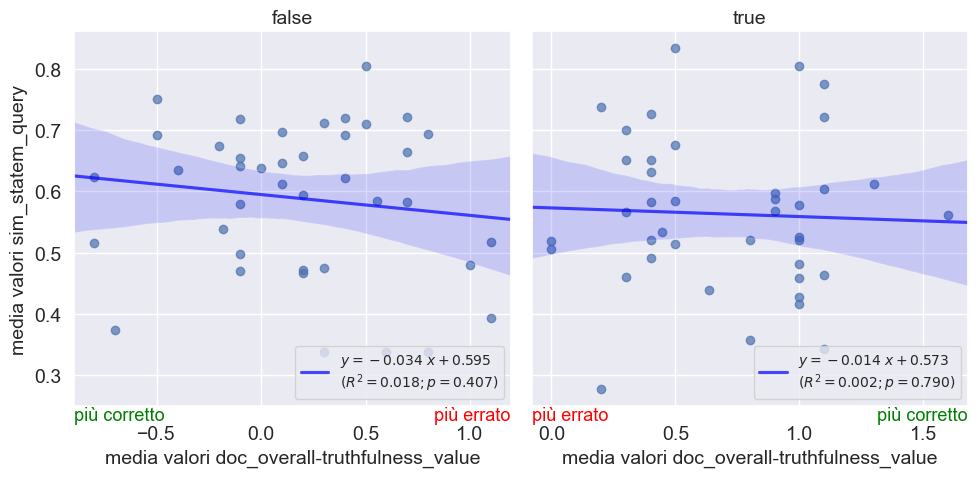 false
true
media valori sim_statem_query
0.8
0.7
0.6
0.5
0.4
0.3
y = −0.034 x + 0.595
(R² = 0.018; p = 0.407)
y = −0.014 x + 0.573
(R² = 0.002; p = 0.790)
più corretto
più errato
più errato
più corretto
−0.5
0.0
0.5
1.0
0.0
0.5
1.0
1.5
media valori doc_overall-truthfulness_value
media valori doc_overall-truthfulness_value